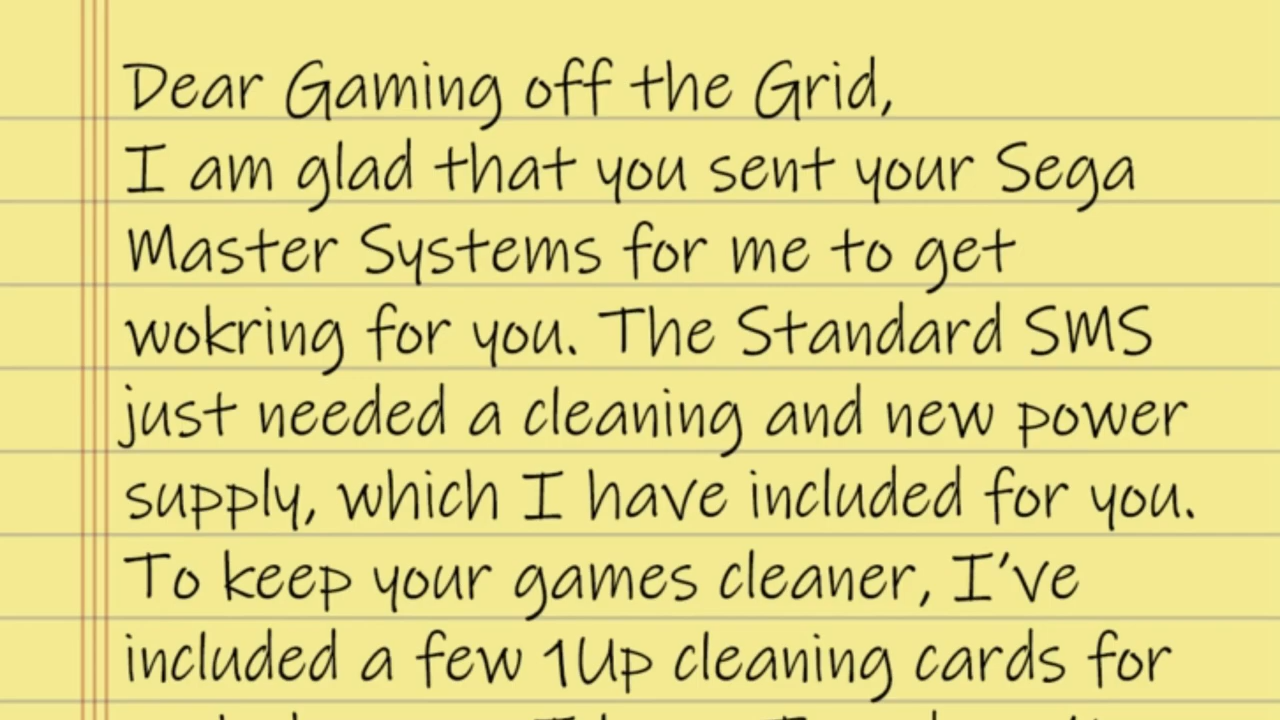 Dear Gaming off the Grid,
I am glad that you sent your Sega
Master Systems for me to get
wokring for you. The Standard SMS
just needed a cleaning and new power
supply, which I have included for you.
To keep your games cleaner, I've
included a few 1Up cleaning cards for